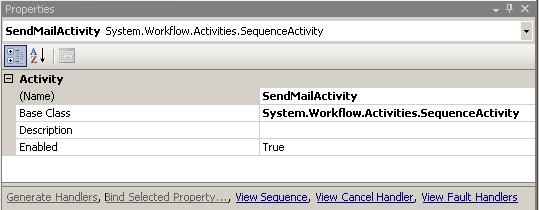 Properties
SendMailActivity System.Workflow.Activities.SequenceActivity
Activity
(Name) SendMailActivity
Base Class System.Workflow.Activities.SequenceActivity
Description
Enabled True
Generate Handlers, Bind Selected Property..., View Sequence, View Cancel Handler, View Fault Handlers